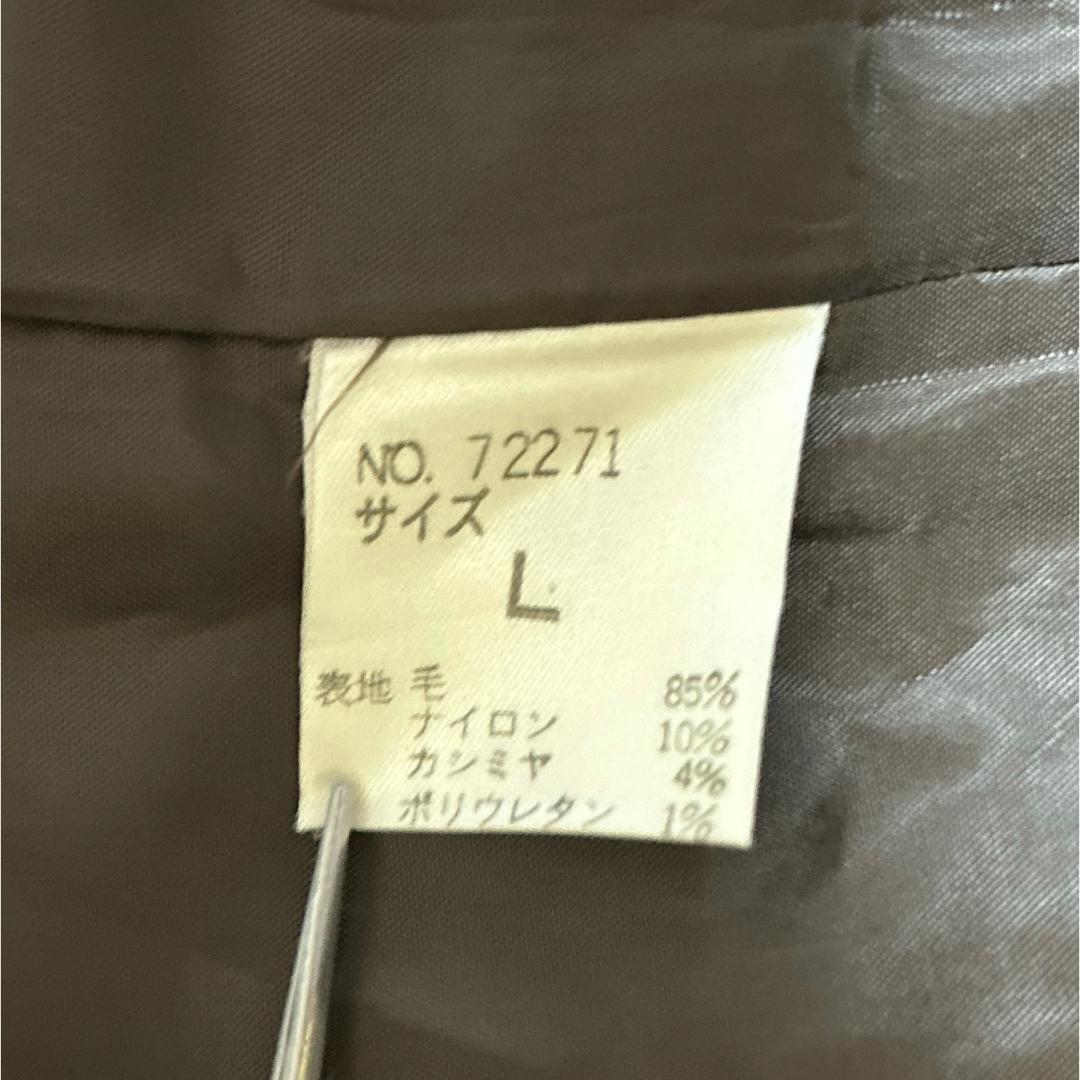 NO. 72271
サイズ
L
表地 毛 85%
ナイロン 10%
カシミヤ 4%
ポリウレタン 1%